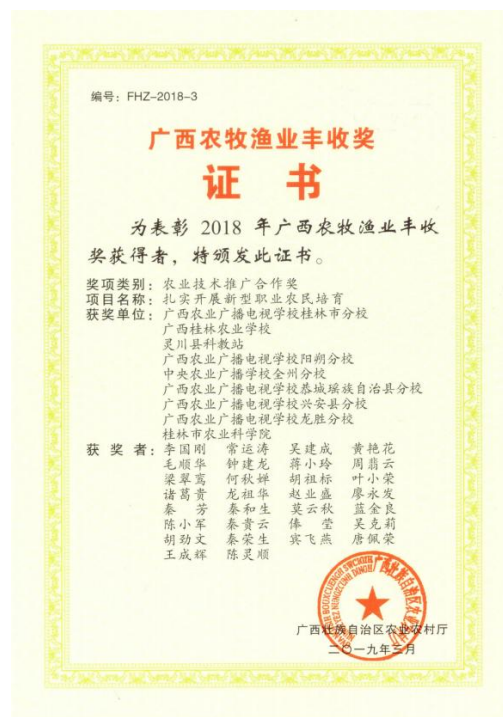 编号：FHZ-2018-3
广西农牧渔业丰收奖
证书
为表彰 2018 年广西农牧渔业丰收
奖获得者，特颁发此证书。
奖项类别：农业技术推广合作奖
项目名称：扎实开展新型职业农民培育
获奖单位：广西农业广播电视学校桂林市分校
广西桂林农业学校
灵川县科教站
广西农业广播电视学校阳朔分校
中央农业广播学校全州分校
广西农业广播电视学校恭城瑶族自治县分校
广西农业广播电视学校兴安县分校
广西农业广播电视学校龙胜分校
桂林市农业科学院
获奖者：李国刚 常运涛 吴建成 黄艳花
毛顺华 钟建龙 蒋小玲 周翡云
梁翠鸾 何秋婵 胡祖标 叶小荣
诸葛贵 龙祖华 赵业盛 廖永发
秦芳 秦和生 莫云秋 蓝金良
陈小军 秦贵云 俸莹 吴克莉
胡劲文 秦荣生 宾飞燕 唐佩荣
王成辉 陈灵顺
广西壮族自治区农业农村厅
二〇一九年三月